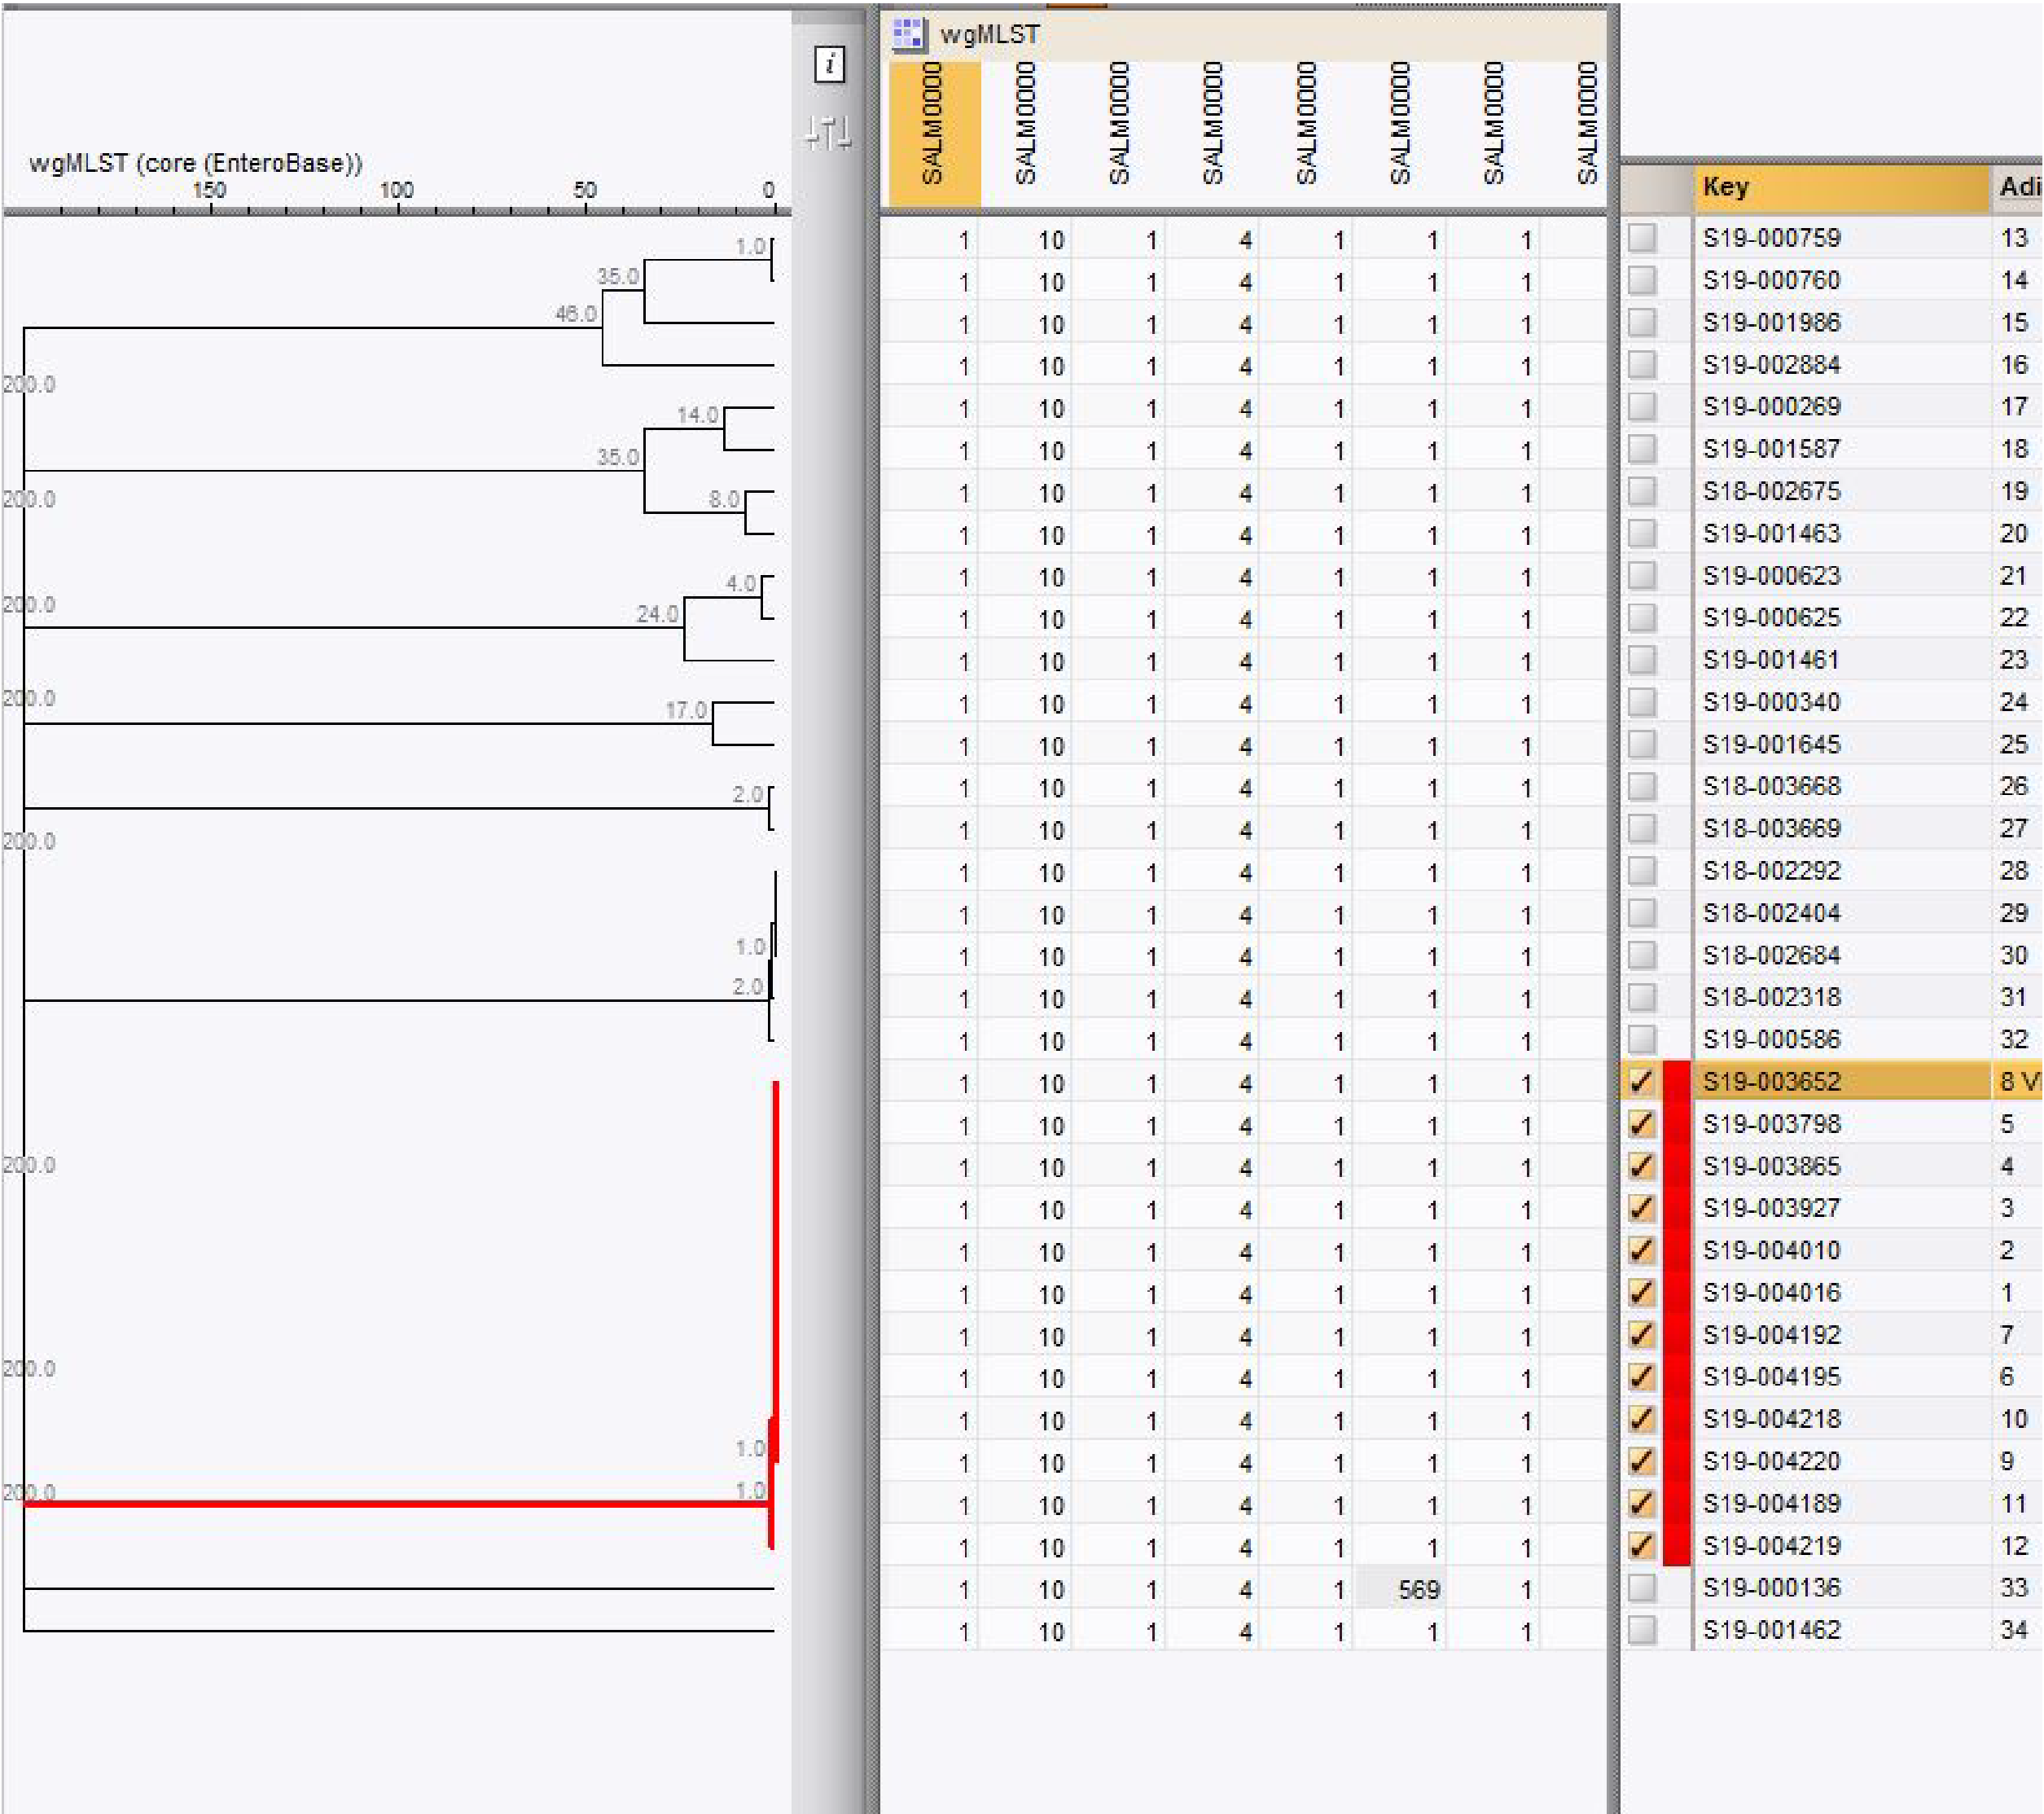 wgMLST
SALM0000 SALM0000 SALM0000 SALM0000 SALM0000 SALM0000 SALM0000 SALM0000
wgMLST (core (EnteroBase))
150 100 50 0
Key Adi
1.0 1 10 1 4 1 1 1 S19-000759 13
35.0 1 10 1 4 1 1 1 S19-000760 14
46.0 1 10 1 4 1 1 1 S19-001986 15
200.0 1 10 1 4 1 1 1 S19-002884 16
14.0 1 10 1 4 1 1 1 S19-000269 17
35.0 1 10 1 4 1 1 1 S19-001587 18
200.0 8.0 1 10 1 4 1 1 1 S18-002675 19
1 10 1 4 1 1 1 S19-001463 20
4.0 1 10 1 4 1 1 1 S19-000623 21
200.0 24.0 1 10 1 4 1 1 1 S19-000625 22
1 10 1 4 1 1 1 S19-001461 23
200.0 17.0 1 10 1 4 1 1 1 S19-000340 24
1 10 1 4 1 1 1 S19-001645 25
2.0 1 10 1 4 1 1 1 S18-003668 26
200.0 1 10 1 4 1 1 1 S18-003669 27
1 10 1 4 1 1 1 S18-002292 28
1 10 1 4 1 1 1 S18-002404 29
1.0 1 10 1 4 1 1 1 S18-002684 30
2.0 1 10 1 4 1 1 1 S18-002318 31
1 10 1 4 1 1 1 S19-000586 32
1 10 1 4 1 1 1 S19-003652 8 V
1 10 1 4 1 1 1 S19-003798 5
200.0 1 10 1 4 1 1 1 S19-003865 4
1 10 1 4 1 1 1 S19-003927 3
1 10 1 4 1 1 1 S19-004010 2
1 10 1 4 1 1 1 S19-004016 1
1 10 1 4 1 1 1 S19-004192 7
200.0 1 10 1 4 1 1 1 S19-004195 6
1 10 1 4 1 1 1 S19-004218 10
1.0 1 10 1 4 1 1 1 S19-004220 9
200.0 1.0 1 10 1 4 1 1 1 S19-004189 11
1 10 1 4 1 1 1 S19-004219 12
1 10 1 4 1 569 1 S19-000136 33
1 10 1 4 1 1 1 S19-001462 34